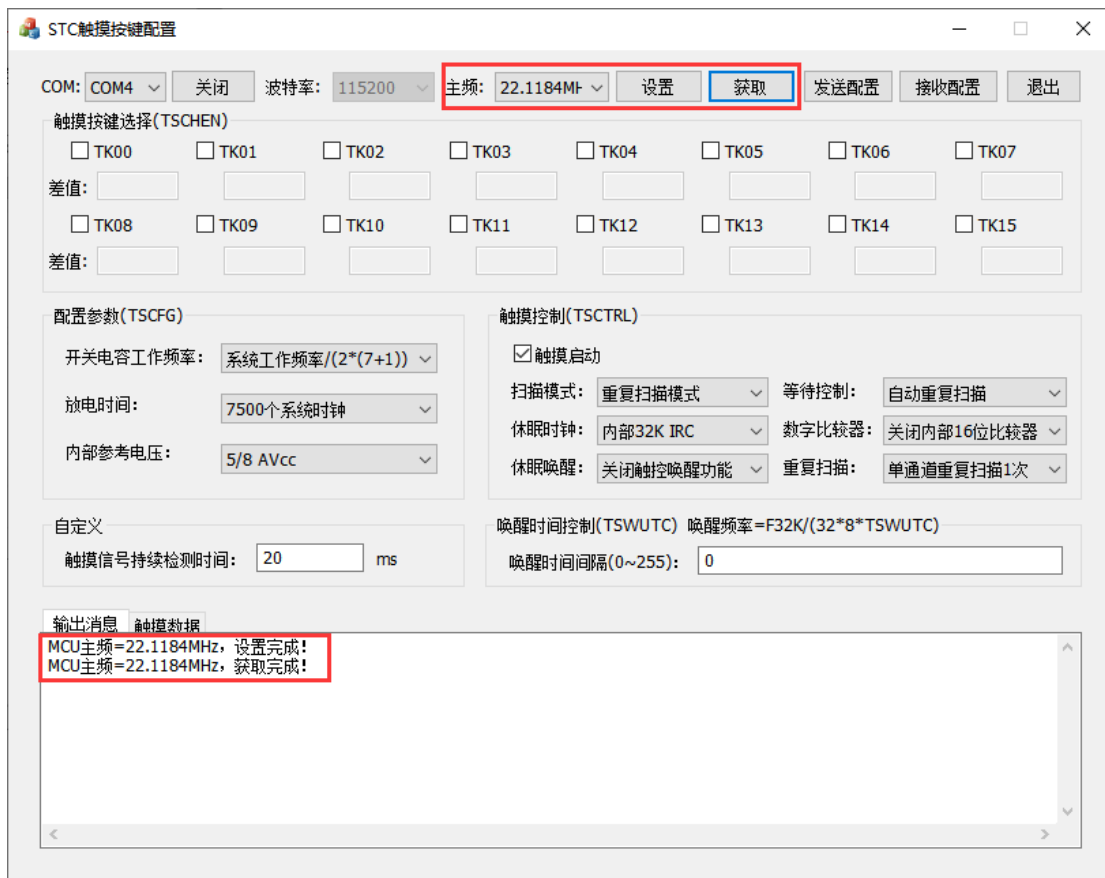 STC触摸按键配置
COM: COM4 关闭 波特率: 115200 主频: 22.1184MH 设置 获取 发送配置 接收配置 退出
触摸按键选择(TSCHEN)
TK00 TK01 TK02 TK03 TK04 TK05 TK06 TK07
差值:
TK08 TK09 TK10 TK11 TK12 TK13 TK14 TK15
差值:
配置参数(TSCFG)
开关电容工作频率: 系统工作频率/(2*(7+1))
放电时间: 7500个系统时钟
内部参考电压: 5/8 AVcc
触摸控制(TSCTRL)
触摸启动
扫描模式: 重复扫描模式 等待控制: 自动重复扫描
休眠时钟: 内部32K IRC 数字比较器: 关闭内部16位比较器
休眠唤醒: 关闭触控唤醒功能 重复扫描: 单通道重复扫描1次
自定义
触摸信号持续检测时间: 20 ms
唤醒时间控制(TSWUTC) 唤醒频率=F32K/(32*8*TSWUTC)
唤醒时间间隔(0~255): 0
输出消息 触摸数据
MCU主频=22.1184MHz，设置完成!
MCU主频=22.1184MHz，获取完成!